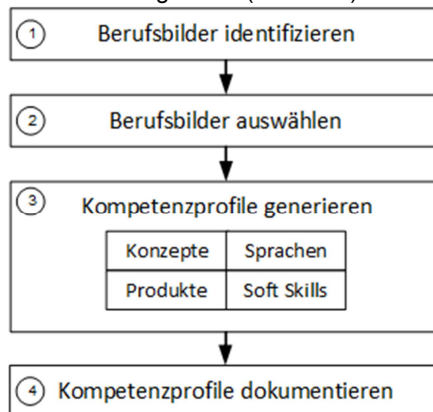 1 Berufsbilder identifizieren
2 Berufsbilder auswählen
3 Kompetenzprofile generieren
Konzepte Sprachen
Produkte Soft Skills
4 Kompetenzprofile dokumentieren